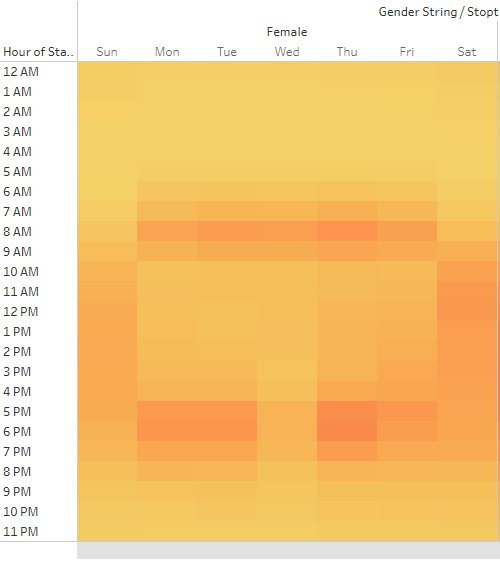 Gender String / Stopt
Female
Hour of Sta.. Sun Mon Tue Wed Thu Fri Sat
12 AM
1 AM
2 AM
3 AM
4 AM
5 AM
6 AM
7 AM
8 AM
9 AM
10 AM
11 AM
12 PM
1 PM
2 PM
3 PM
4 PM
5 PM
6 PM
7 PM
8 PM
9 PM
10 PM
11 PM